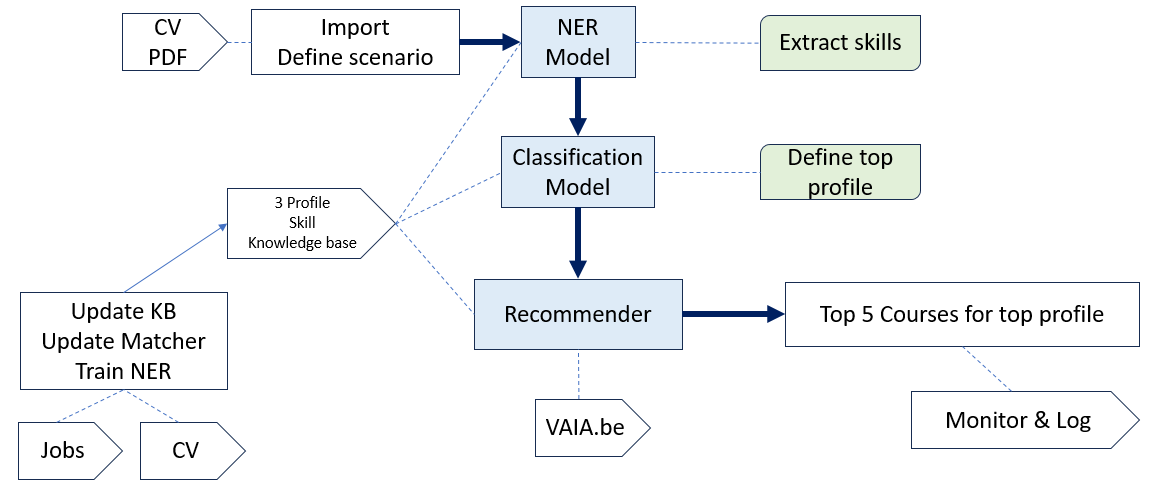 CV
PDF
Import
Define scenario
NER
Model
Extract skills
Classification
Model
Define top
profile
3 Profile
Skill
Knowledge base
Update KB
Update Matcher
Train NER
Recommender
Top 5 Courses for top profile
Jobs
CV
VAIA.be
Monitor & Log